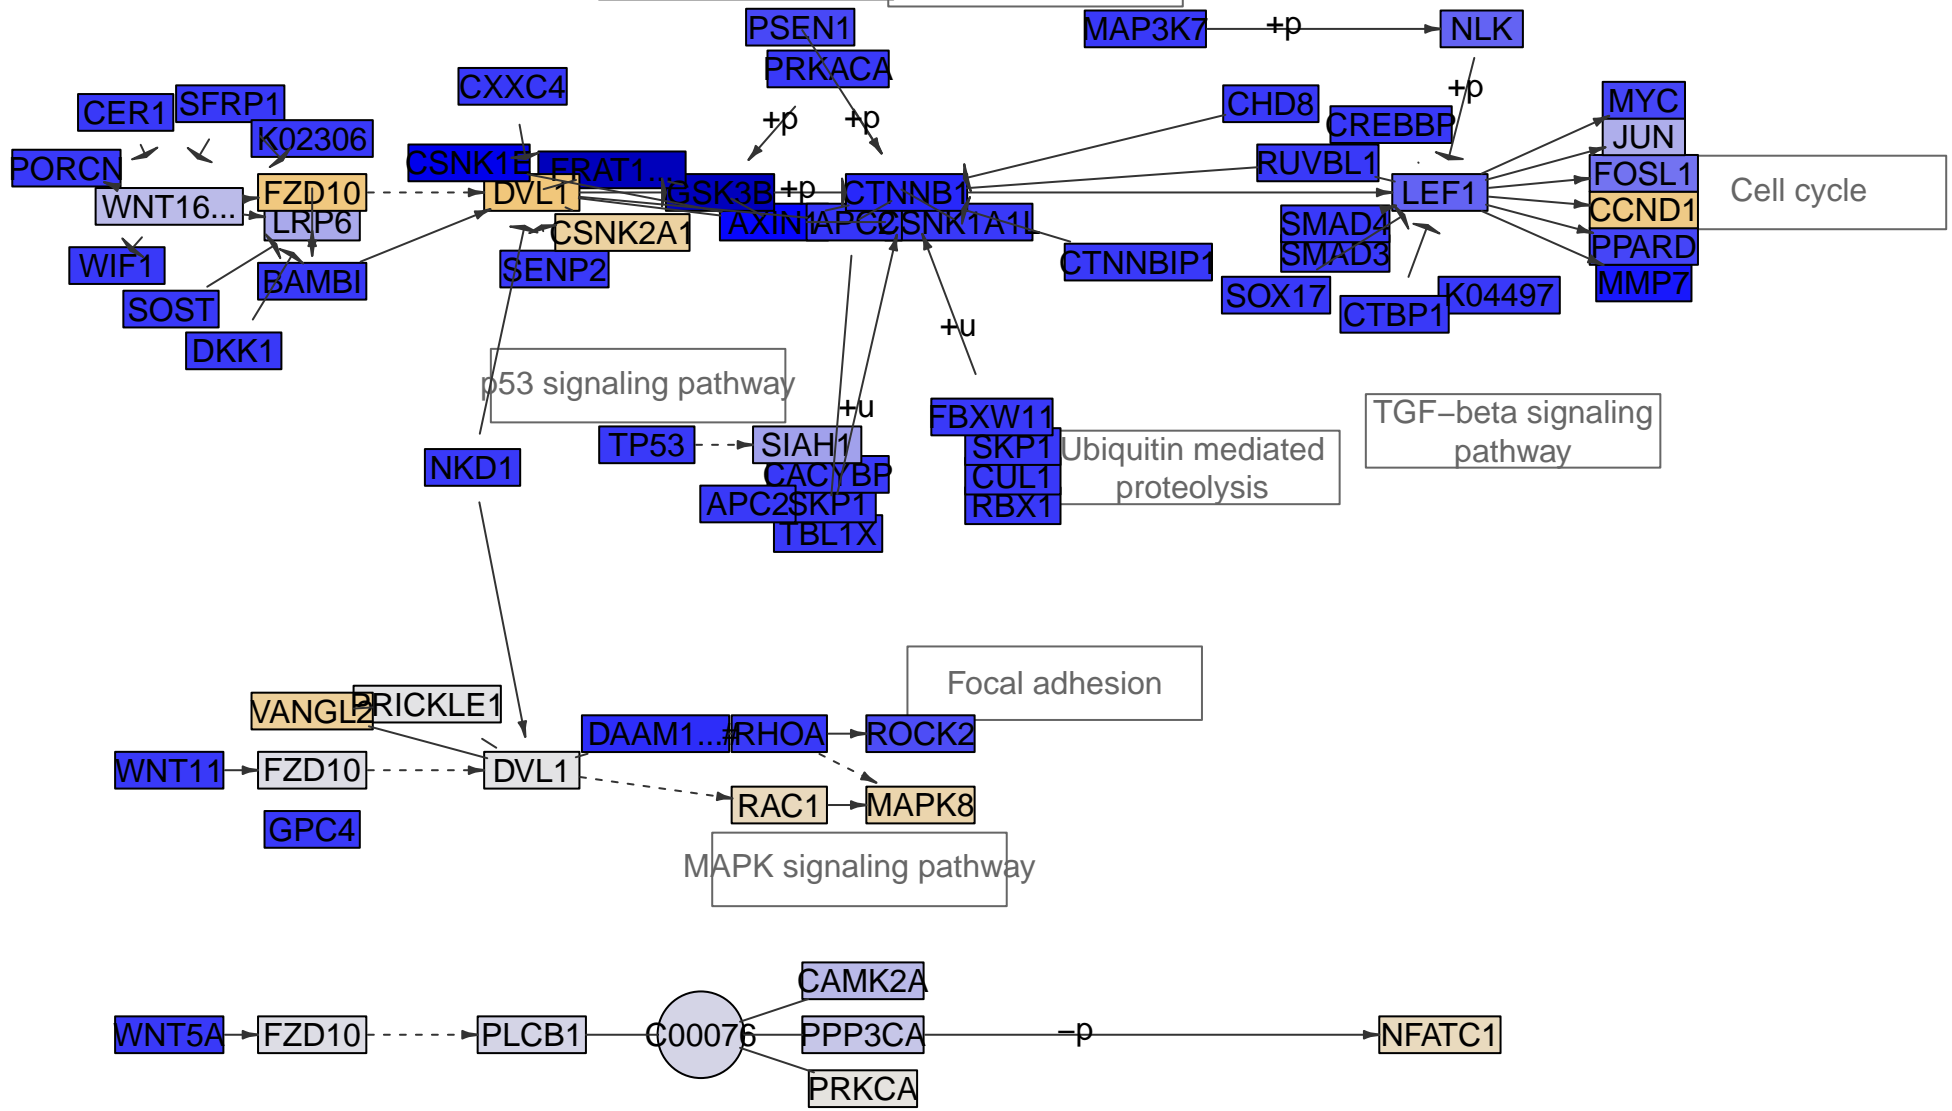 PSEN1
MAP3K7
+p
NLK
PRKACA
CXXC4
CER1
SFRP1
CHD8
+p
MYC
+p
+p
CREBBP
K02306
JUN
PORCN
CSNK1E
FRAT1...
RUVBL1
FOSL1
Cell cycle
WNT16...
FZD10
DVL1
GSK3B
+p
CTNNB1
LEF1
CCND1
LRP6
CSNK2A1
AXIN1
APC2
CSNK1A1L
SMAD4
PPARD
WIF1
BAMBI
SENP2
CTNNBIP1
SMAD3
MMP7
SOST
SOX17
K04497
CTBP1
DKK1
+u
p53 signaling pathway
+u
FBXW11
TGF−beta signaling
pathway
TP53
SIAH1
SKP1
Ubiquitin mediated
proteolysis
NKD1
CACYBP
CUL1
APC2
SKP1
RBX1
TBL1X
Focal adhesion
VANGL2
PRICKLE1
DAAM1...#
RHOA
ROCK2
WNT11
FZD10
DVL1
RAC1
MAPK8
GPC4
MAPK signaling pathway
CAMK2A
WNT5A
FZD10
PLCB1
C00076
PPP3CA
−p
NFATC1
PRKCA